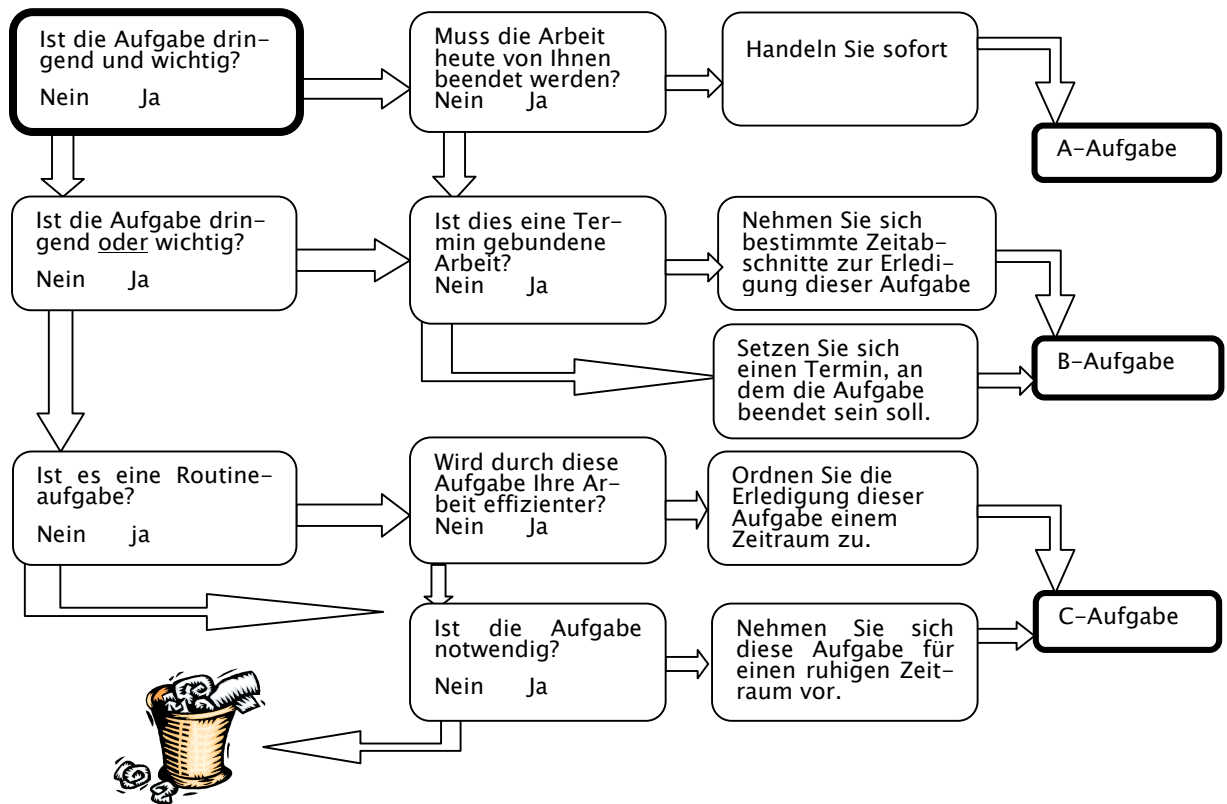 Ist die Aufgabe drin-
gend und wichtig?
Nein Ja
Muss die Arbeit
heute von Ihnen
beendet werden?
Nein Ja
Handeln Sie sofort
A-Aufgabe
Ist die Aufgabe drin-
gend oder wichtig?
Nein Ja
Ist dies eine Ter-
min gebundene
Arbeit?
Nein Ja
Nehmen Sie sich
bestimmte Zeitab-
schnitte zur Erledi-
gung dieser Aufgabe
Setzen Sie sich
einen Termin, an
dem die Aufgabe
beendet sein soll.
B-Aufgabe
Ist es eine Routine-
aufgabe?
Nein ja
Wird durch diese
Aufgabe Ihre Ar-
beit effizienter?
Nein Ja
Ordnen Sie die
Erledigung dieser
Aufgabe einem
Zeitraum zu.
C-Aufgabe
Ist die Aufgabe
notwendig?
Nein Ja
Nehmen Sie sich
diese Aufgabe für
einen ruhigen Zeit-
raum vor.